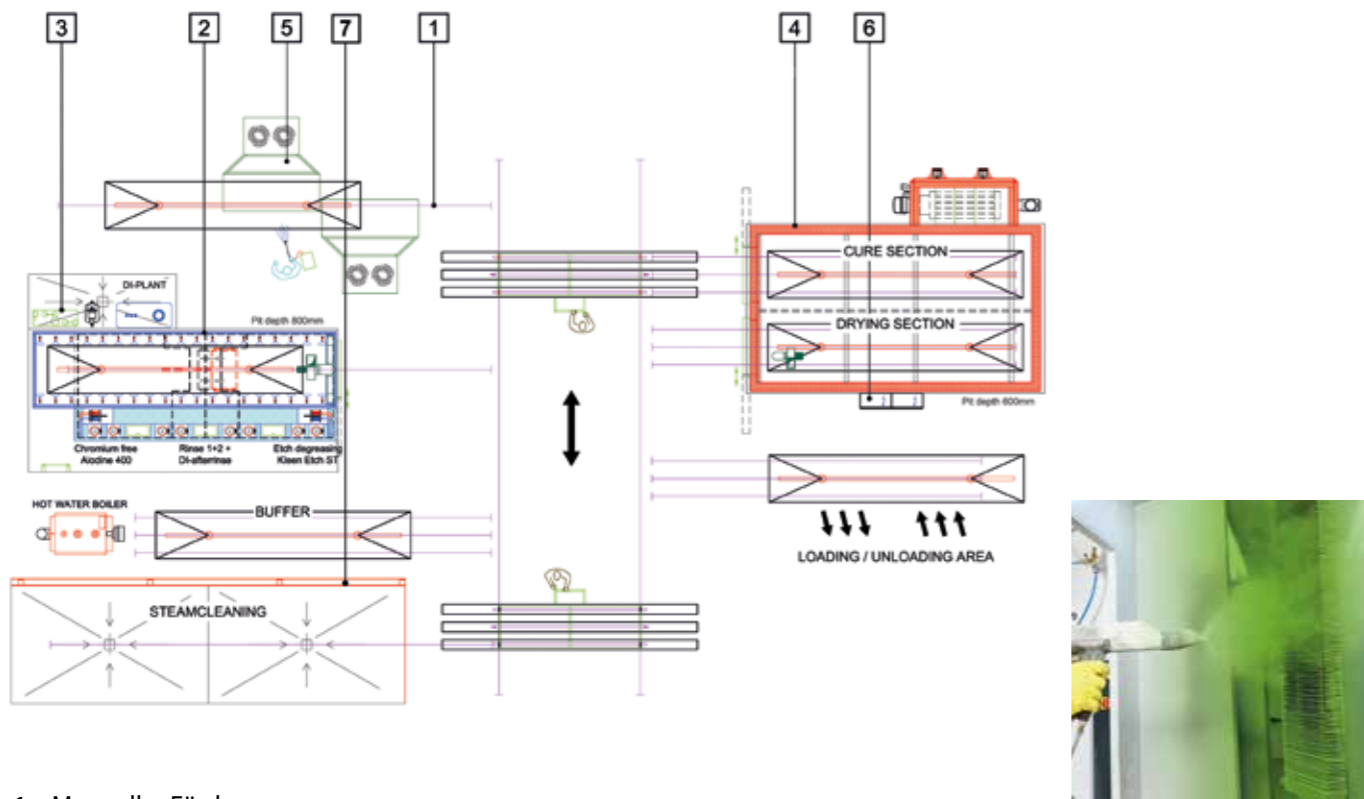 3
2
5
7
1
4
6
CURE SECTION
DI-PLANT
Pit depth 800mm
DRYING SECTION
Pit depth 600mm
Chromium free
Alodine 400
Rinse 1+2 +
DI-afterrinse
Etch degreasing
Kleen Etch ST
HOT WATER BOILER
BUFFER
LOADING / UNLOADING AREA
STEAMCLEANING